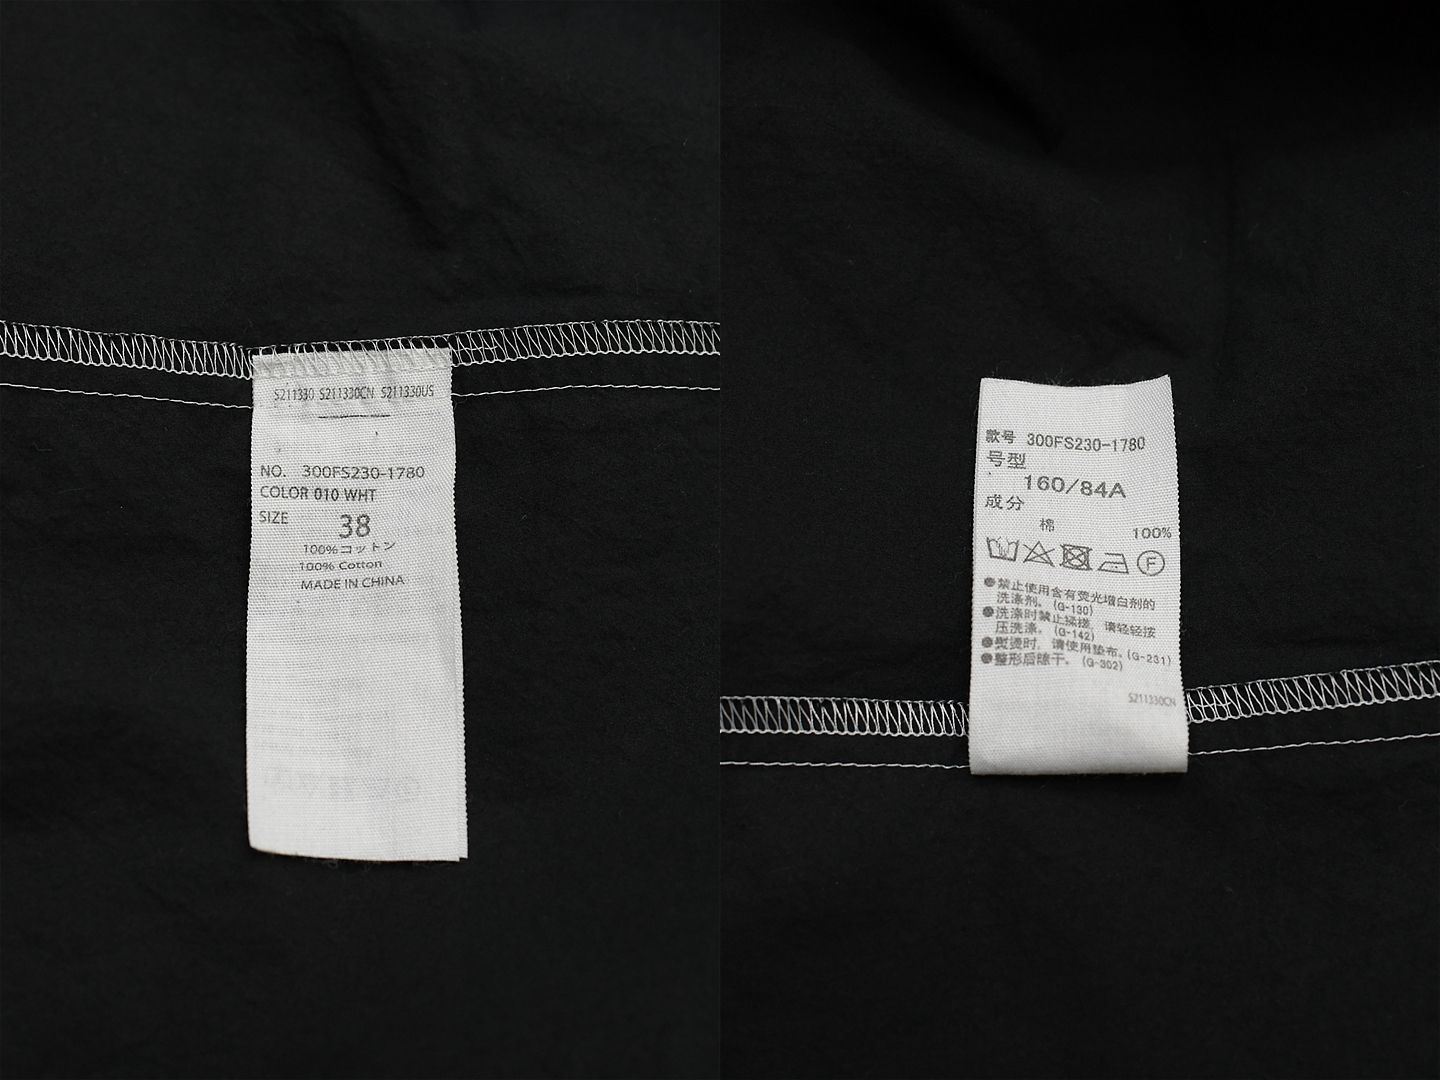 S211330 S211330CN S211330US
NO. 300FS230-1780
COLOR 010 WHT
SIZE 38
100%コットン
100% Cotton
MADE IN CHINA
款号 300FS230-1780
号型
160/84A
成分
棉 100%
F
●禁止使用含有荧光增白剂的
洗涤剂。(G-130)
●洗涤时禁止揉搓，请轻轻按
压洗涤。(G-142)
●熨烫时，请使用垫布。(G-231)
●整形后晾干。(G-302)
S211330CN